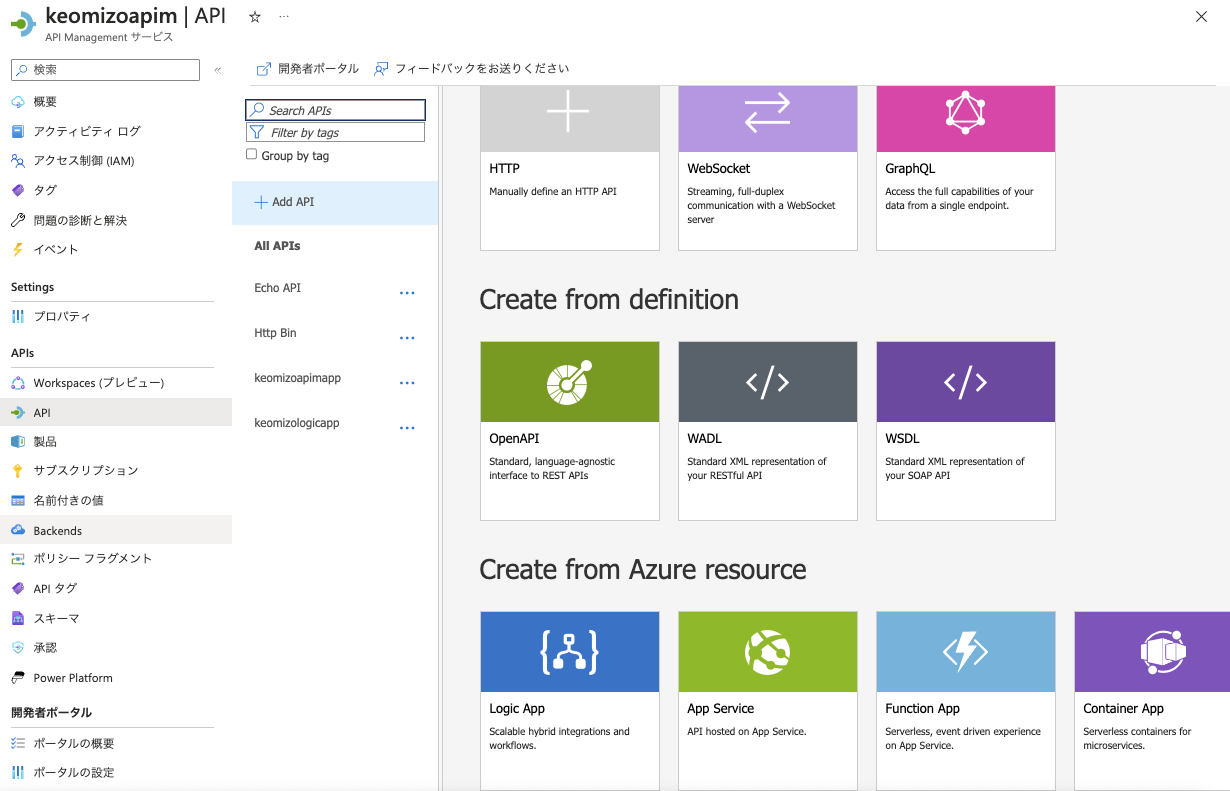 keomizoapim | API
API Management サービス
検索
概要
アクティビティ ログ
アクセス制御 (IAM)
タグ
問題の診断と解決
イベント
Settings
プロパティ
APIs
Workspaces (プレビュー)
API
製品
サブスクリプション
名前付きの値
Backends
ポリシー フラグメント
API タグ
スキーマ
承認
Power Platform
開発者ポータル
ポータルの概要
ポータルの設定
開発者ポータル
フィードバックをお送りください
Search APIs
Filter by tags
Group by tag
Add API
All APIs
Echo API
Http Bin
keomizoapimapp
keomizologicapp
HTTP
Manually define an HTTP API
WebSocket
Streaming, full-duplex
communication with a WebSocket
server
GraphQL
Access the full capabilities of your
data from a single endpoint.
Create from definition
OpenAPI
Standard, language-agnostic
interface to REST APIs
WADL
Standard XML representation of
your RESTful API
WSDL
Standard XML representation of
your SOAP API
Create from Azure resource
Logic App
Scalable hybrid integrations and
workflows.
App Service
API hosted on App Service.
Function App
Serverless, event driven experience
on App Service.
Container App
Serverless containers for
microservices.